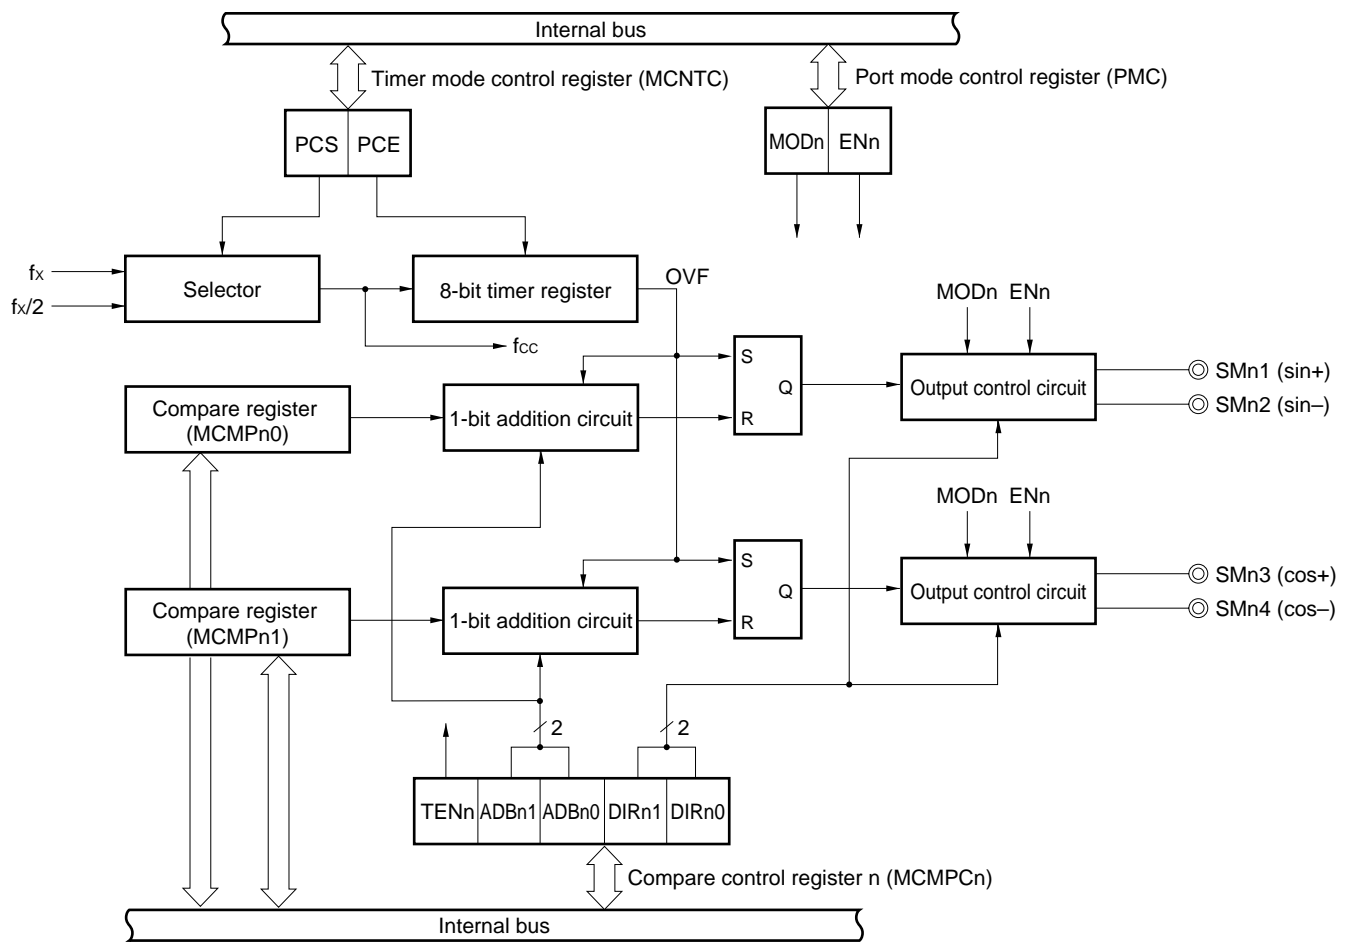 Internal bus
Timer mode control register (MCNTC)
Port mode control register (PMC)
PCS PCE
MODn ENn
fX
fX/2
Selector
8-bit timer register
OVF
fCC
MODn ENn
S
R
Q
Output control circuit
SMn1 (sin+)
SMn2 (sin–)
Compare register
(MCMPn0)
1-bit addition circuit
MODn ENn
S
R
Q
Output control circuit
SMn3 (cos+)
SMn4 (cos–)
Compare register
(MCMPn1)
1-bit addition circuit
2
2
TENn ADBn1 ADBn0 DIRn1 DIRn0
Compare control register n (MCMPCn)
Internal bus